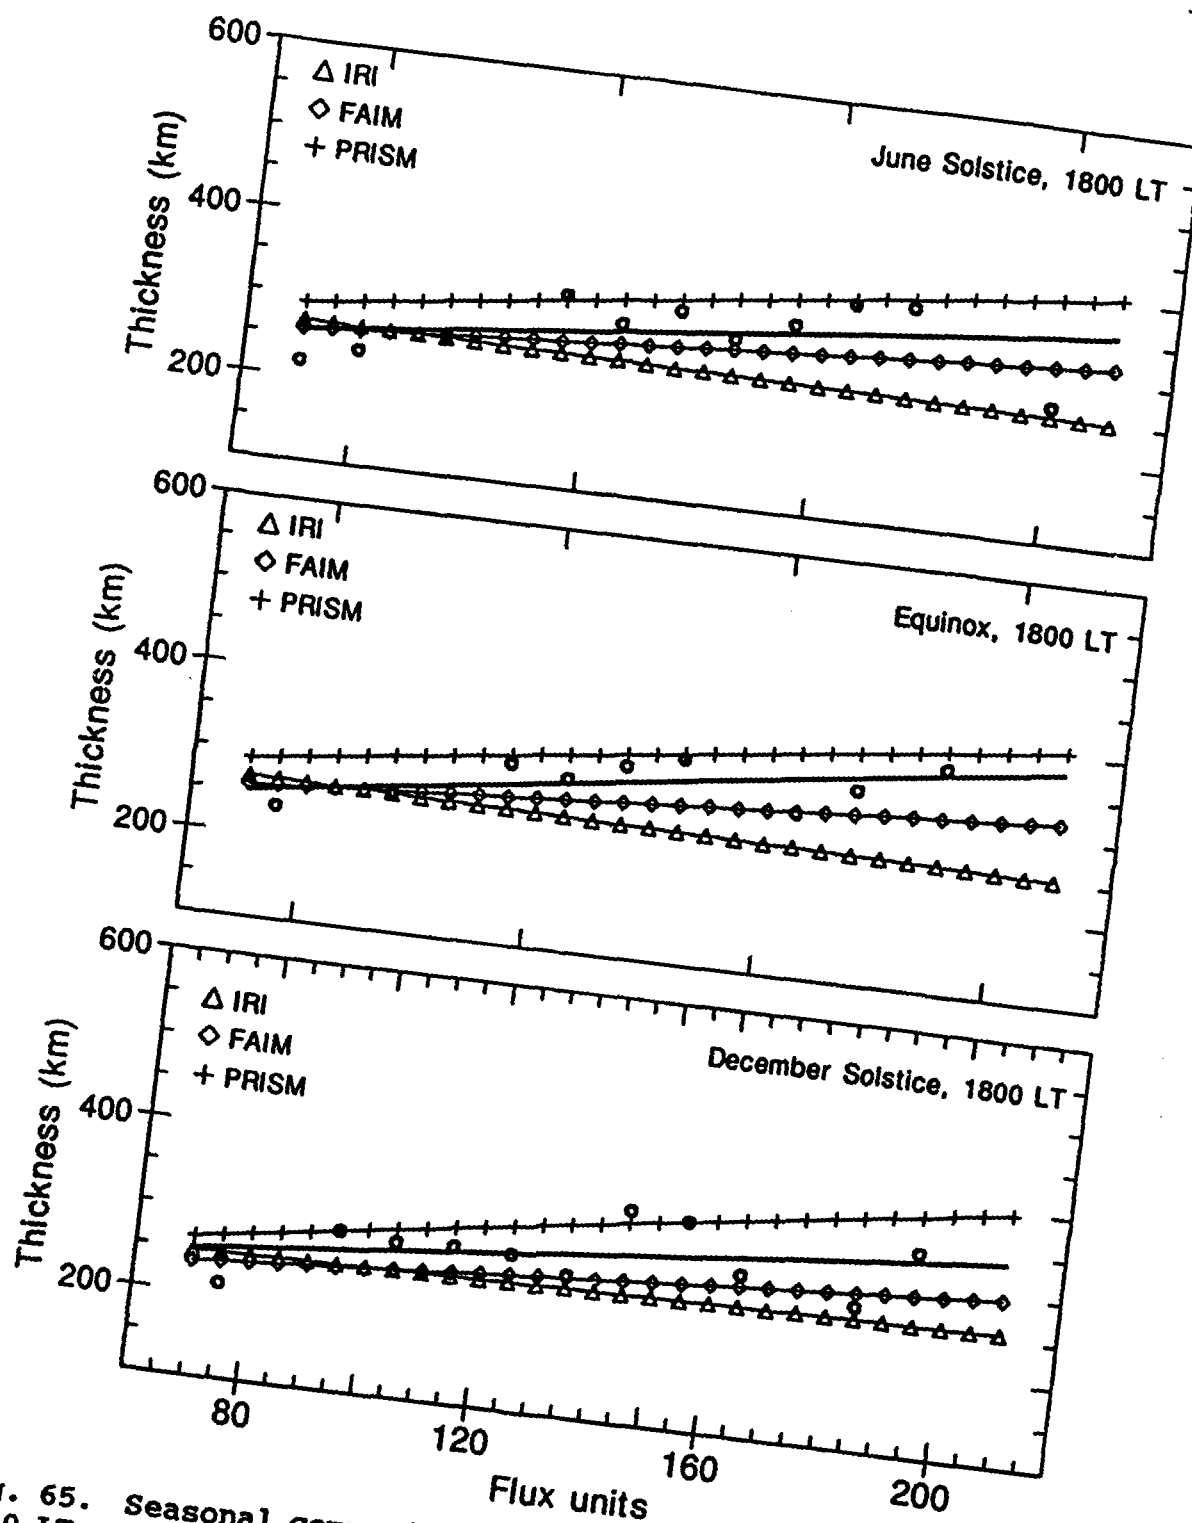 600
△ IRI
◇ FAIM
+ PRISM
June Solstice, 1800 LT
400
200
Thickness (km)
600
△ IRI
◇ FAIM
+ PRISM
Equinox, 1800 LT
400
200
Thickness (km)
600
△ IRI
◇ FAIM
+ PRISM
December Solstice, 1800 LT
400
200
Thickness (km)
80
120
160
200
Flux units
65. Seasonal